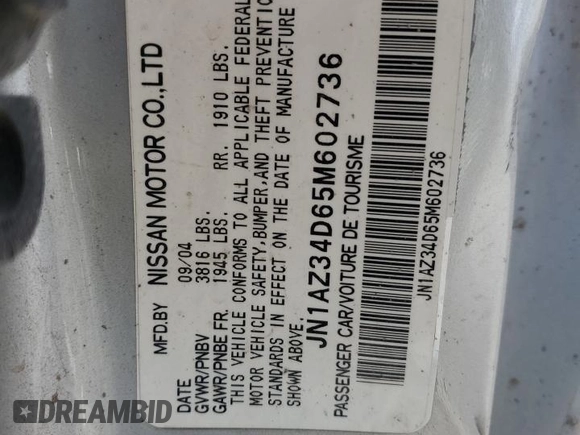 MFD.BY NISSAN MOTOR CO.,LTD
DATE 09/04
GVWR/PNBV 3816 LBS.
GAWR/PNBE FR. 1945 LBS. RR. 1910 LBS.
THIS VEHICLE CONFORMS TO ALL APPLICABLE FEDERAL
MOTOR VEHICLE SAFETY, BUMPER, AND THEFT PREVENTION
STANDARDS IN EFFECT ON THE DATE OF MANUFACTURE
SHOWN ABOVE.
JN1AZ34D65M602736
PASSENGER CAR/VOITURE DE TOURISME
JN1AZ34D65M602736
DREAMBID